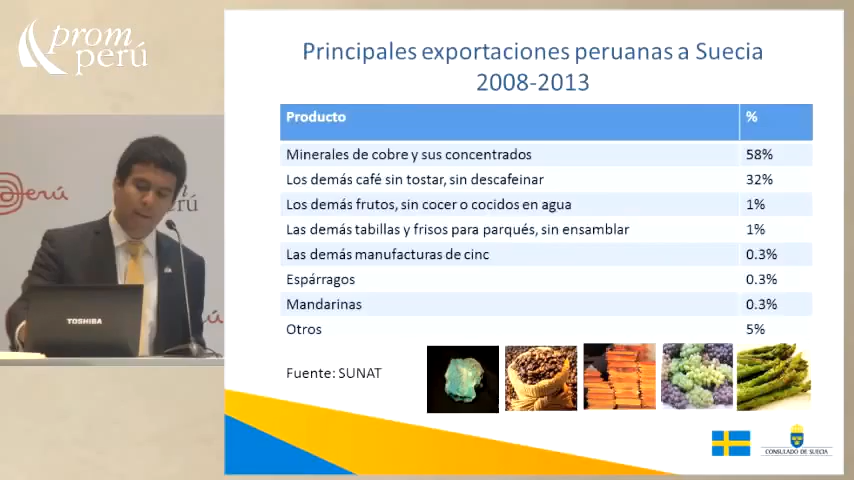 prom
perú
Perú
prom
perú
TOSHIBA
Principales exportaciones peruanas a Suecia
2008-2013
Producto %
Minerales de cobre y sus concentrados 58%
Los demás café sin tostar, sin descafeinar 32%
Los demás frutos, sin cocer o cocidos en agua 1%
Las demás tabillas y frisos para parqués, sin ensamblar 1%
Las demás manufacturas de cinc 0.3%
Espárragos 0.3%
Mandarinas 0.3%
Otros 5%
Fuente: SUNAT
CONSULADO DE SUECIA